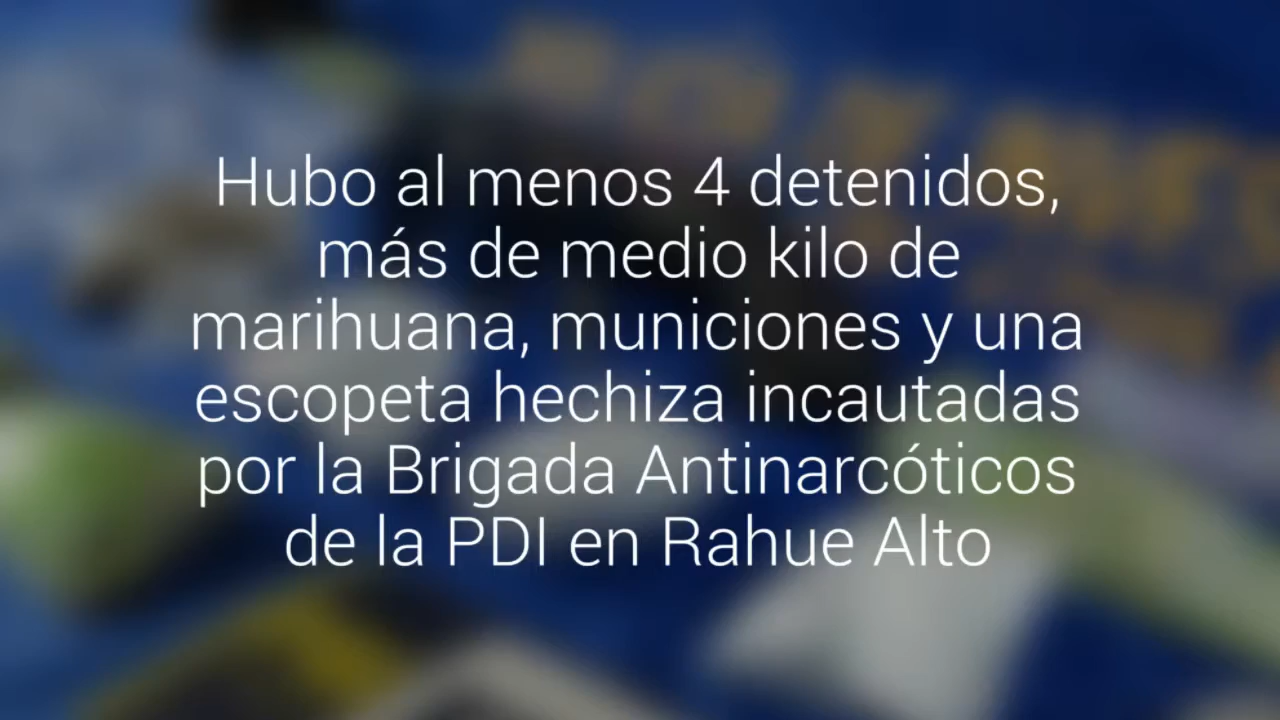 Hubo al menos 4 detenidos,
más de medio kilo de
marihuana, municiones y una
escopeta hechiza incautadas
por la Brigada Antinarcóticos
de la PDI en Rahue Alto